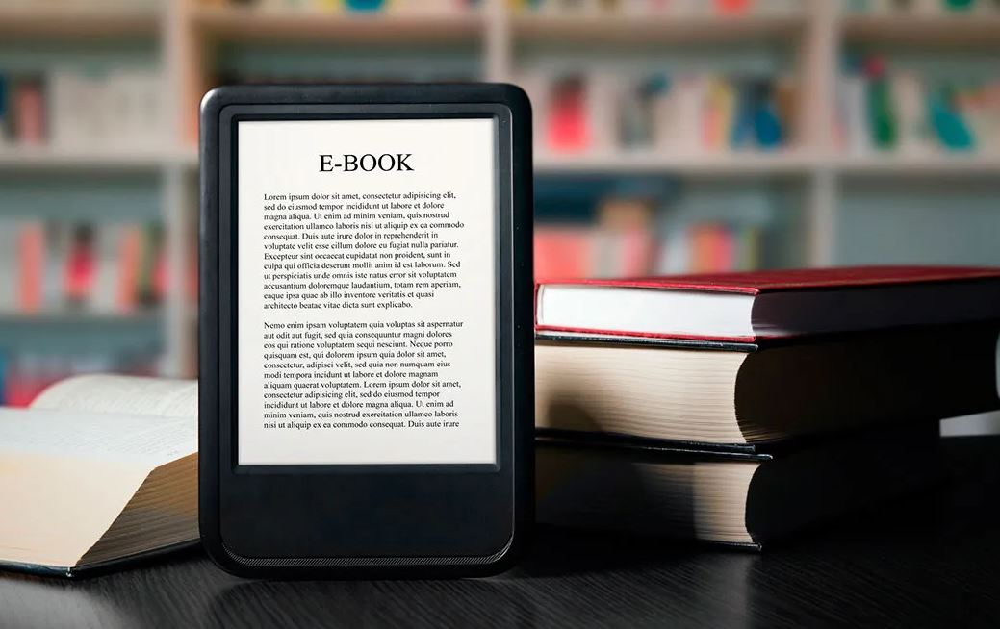 E-BOOK
Lorem ipsum dolor sit amet, consectetur adipisicing elit,
sed do eiusmod tempor incididunt ut labore et dolore
magna aliqua. Ut enim ad minim veniam, quis nostrud
exercitation ullamco laboris nisi ut aliquip ex ea commodo
consequat. Duis aute irure dolor in reprehenderit in
voluptate velit esse cillum dolore eu fugiat nulla pariatur.
Excepteur sint occaecat cupidatat non proident, sunt in
culpa qui officia deserunt mollit anim id est laborum. Sed
ut perspiciatis unde omnis iste natus error sit voluptatem
accusantium doloremque laudantium, totam rem aperiam,
eaque ipsa quae ab illo inventore veritatis et quasi
architecto beatae vitae dicta sunt explicabo.
Nemo enim ipsam voluptatem quia voluptas sit aspernatur
aut odit aut fugit, sed quia consequuntur magni dolores
eos qui ratione voluptatem sequi nesciunt. Neque porro
quisquam est, qui dolorem ipsum quia dolor sit amet,
consectetur, adipisci velit, sed quia non numquam eius
modi tempora incidunt ut labore et dolore magnam
aliquam quaerat voluptatem. Lorem ipsum dolor sit amet,
consectetur adipisicing elit, sed do eiusmod tempor
incididunt ut labore et dolore magna aliqua. Ut enim ad
minim veniam, quis nostrud exercitation ullamco laboris
nisi ut aliquip ex ea commodo consequat. Duis aute irure